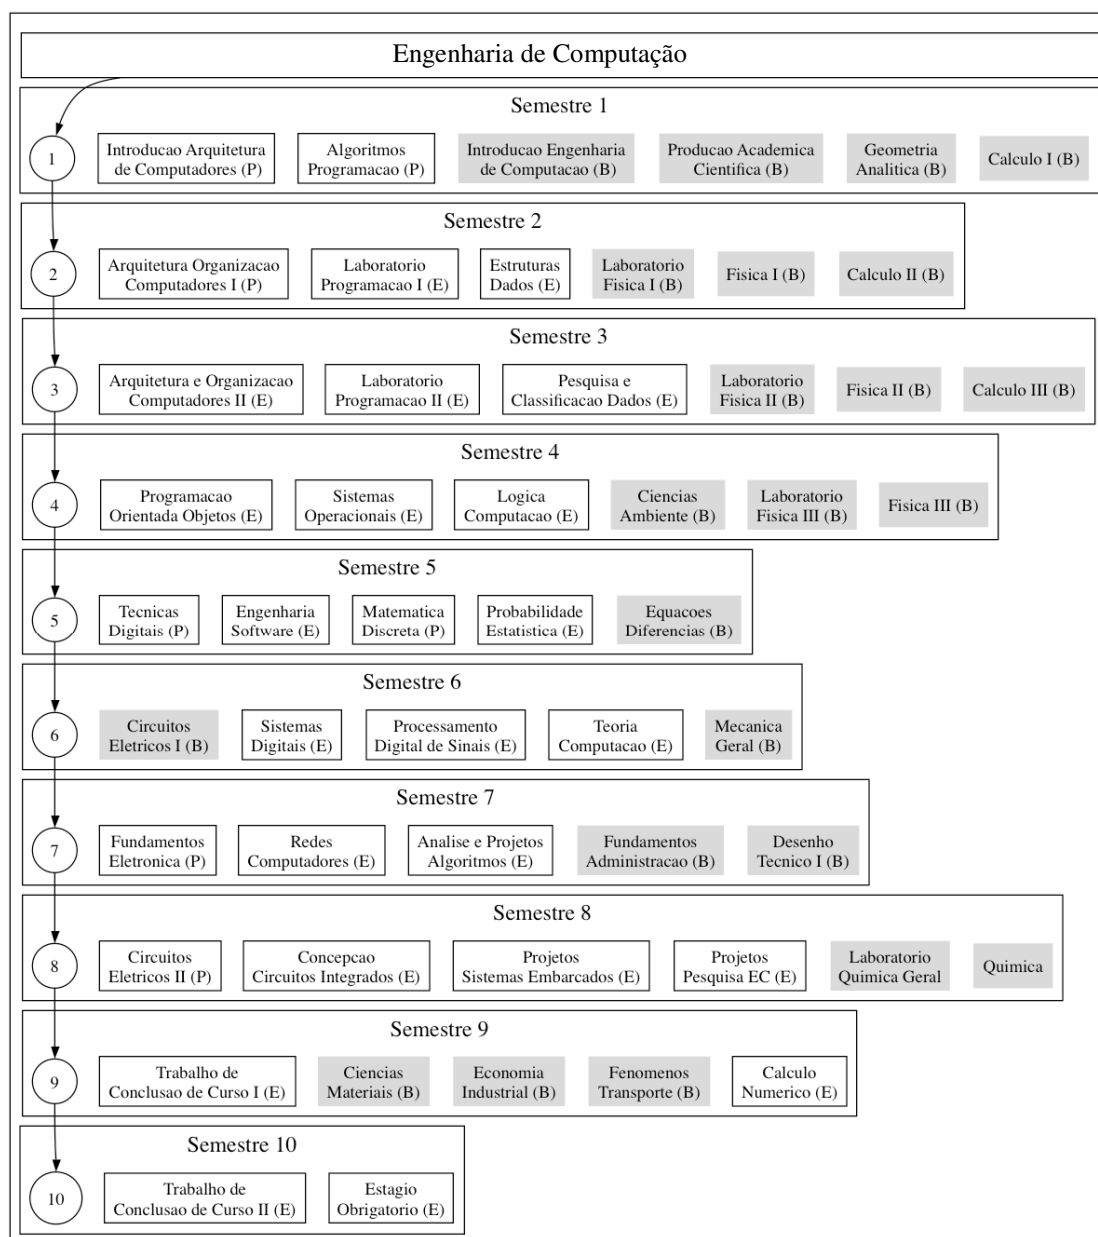 Engenharia de Computação
Semestre 1
1
Introducao Arquitetura
de Computadores (P)
Algoritmos
Programacao (P)
Introducao Engenharia
de Computacao (B)
Producao Academica
Cientifica (B)
Geometria
Analitica (B)
Calculo I (B)
Semestre 2
2
Arquitetura Organizacao
Computadores I (P)
Laboratorio
Programacao I (E)
Estruturas
Dados (E)
Laboratorio
Fisica I (B)
Fisica I (B)
Calculo II (B)
Semestre 3
3
Arquitetura e Organizacao
Computadores II (E)
Laboratorio
Programacao II (E)
Pesquisa e
Classificacao Dados (E)
Laboratorio
Fisica II (B)
Fisica II (B)
Calculo III (B)
Semestre 4
4
Programacao
Orientada Objetos (E)
Sistemas
Operacionais (E)
Logica
Computacao (E)
Ciencias
Ambiente (B)
Laboratorio
Fisica III (B)
Fisica III (B)
Semestre 5
5
Tecnicas
Digitais (P)
Engenharia
Software (E)
Matematica
Discreta (P)
Probabilidade
Estatistica (E)
Equacoes
Diferencias (B)
Semestre 6
6
Circuitos
Eletricos I (B)
Sistemas
Digitais (E)
Processamento
Digital de Sinais (E)
Teoria
Computacao (E)
Mecanica
Geral (B)
Semestre 7
7
Fundamentos
Eletronica (P)
Redes
Computadores (E)
Analise e Projetos
Algoritmos (E)
Fundamentos
Administracao (B)
Desenho
Tecnico I (B)
Semestre 8
8
Circuitos
Eletricos II (P)
Concepcao
Circuitos Integrados (E)
Projetos
Sistemas Embarcados (E)
Projetos
Pesquisa EC (E)
Laboratorio
Quimica Geral
Quimica
Semestre 9
9
Trabalho de
Conclusao de Curso I (E)
Ciencias
Materiais (B)
Economia
Industrial (B)
Fenomenos
Transporte (B)
Calculo
Numerico (E)
Semestre 10
10
Trabalho de
Conclusao de Curso II (E)
Estagio
Obrigatorio (E)